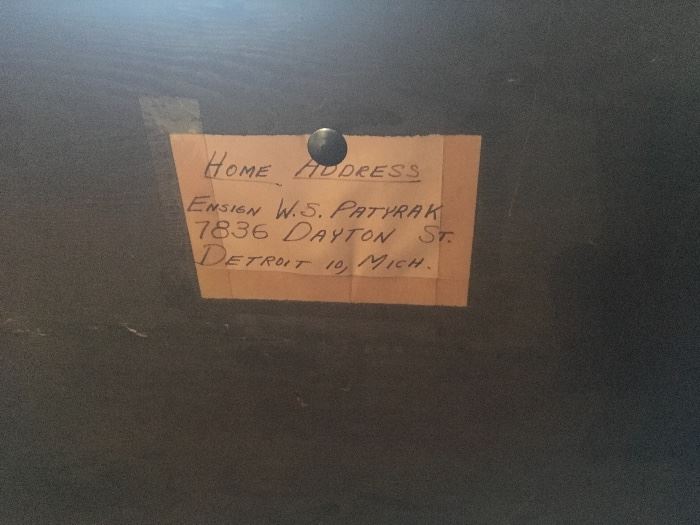 HOME ADDRESS
ENSIGN W.S. PATYRAK
7836 DAYTON ST.
DETROIT 10, MICH.